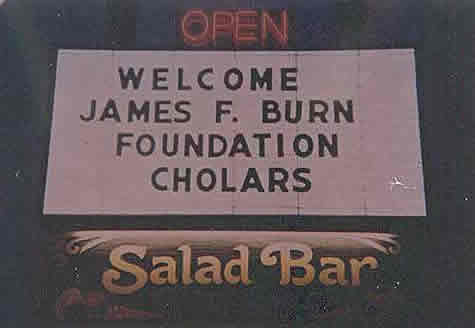 OPEN
WELCOME
JAMES F. BURN
FOUNDATION
CHOLARS
Salad Bar